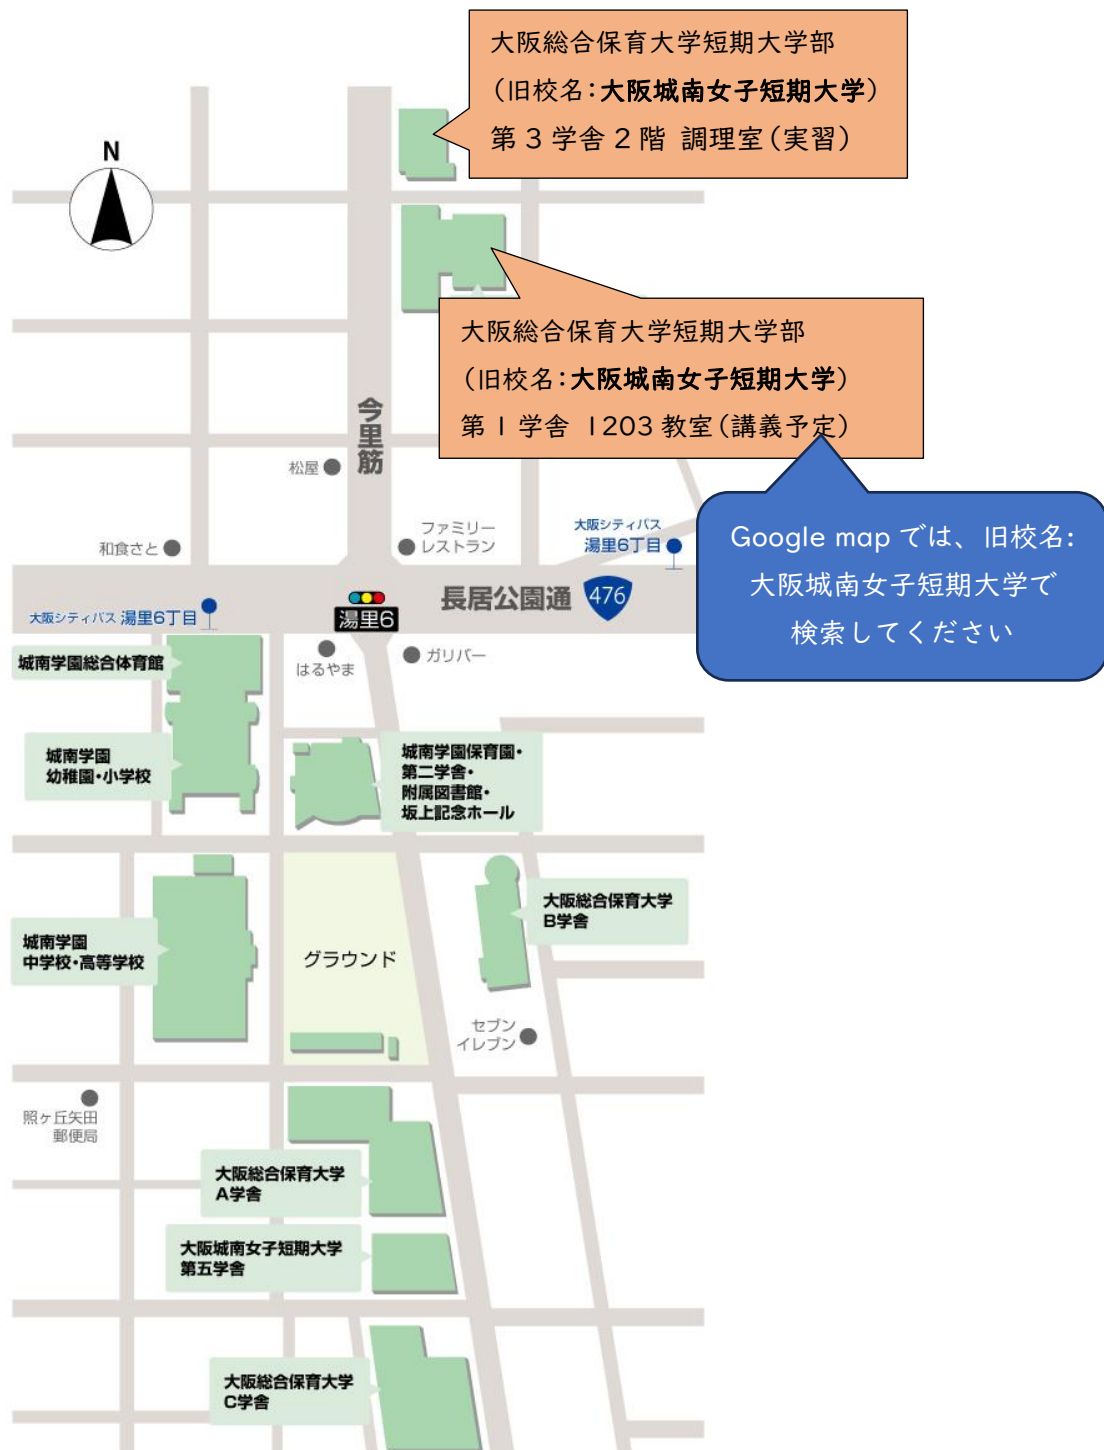 大阪総合保育大学短期大学部
(旧校名:大阪城南女子短期大学)
第3学舎2階 調理室(実習)
N
大阪総合保育大学短期大学部
(旧校名:大阪城南女子短期大学)
第1学舎 1203教室(講義予定)
今里筋
松屋
Google map では、旧校名:
大阪城南女子短期大学で
検索してください
和食さと
ファミリー
レストラン
大阪シティバス
湯里6丁目
長居公園通
476
大阪シティバス 湯里6丁目
湯里6
はるやま
ガリバー
城南学園総合体育館
城南学園
幼稚園・小学校
城南学園保育園・
第二学舎・
附属図書館・
坂上記念ホール
大阪総合保育大学
B学舎
城南学園
中学校・高等学校
グラウンド
セブン
イレブン
照ヶ丘矢田
郵便局
大阪総合保育大学
A学舎
大阪城南女子短期大学
第五学舎
大阪総合保育大学
C学舎